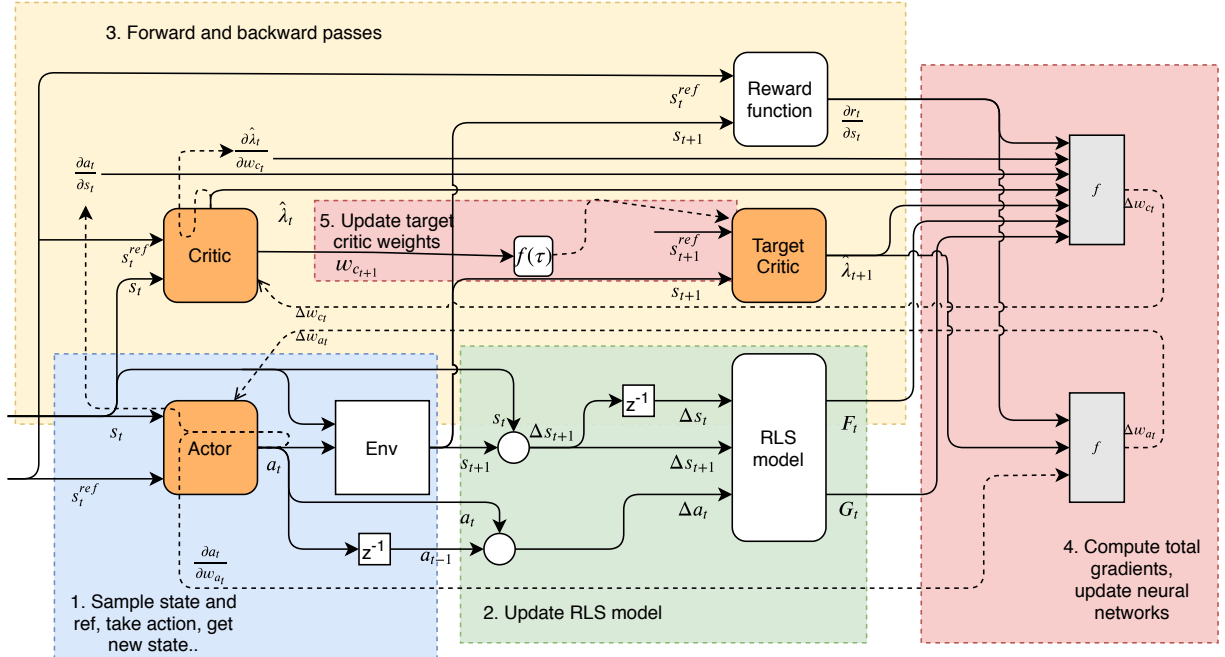 3. Forward and backward passes
s_t^{ref}
Reward
function
s_{t+1}
∂r_t/∂s_t
∂λ̂_t/∂w_{c_t}
∂a_t/∂s_t
f
Δw_{c_t}
λ̂_t
5. Update target
critic weights
w_{c_{t+1}}
f(τ)
s_{t+1}^{ref}
Target
Critic
λ̂_{t+1}
s_{t+1}
s_t^{ref}
Critic
s_t
Δw_{c_t}
Δw_{a_t}
s_t
Actor
s_t^{ref}
a_t
Env
s_{t+1}
s_t
Δs_{t+1}
z^{-1}
Δs_t
Δs_{t+1}
Δa_t
RLS
model
F_t
G_t
f
Δw_{a_t}
a_t
z^{-1}
a_{t-1}
∂a_t/∂w_{a_t}
1. Sample state and
ref, take action, get
new state..
2. Update RLS model
4. Compute total
gradients,
update neural
networks